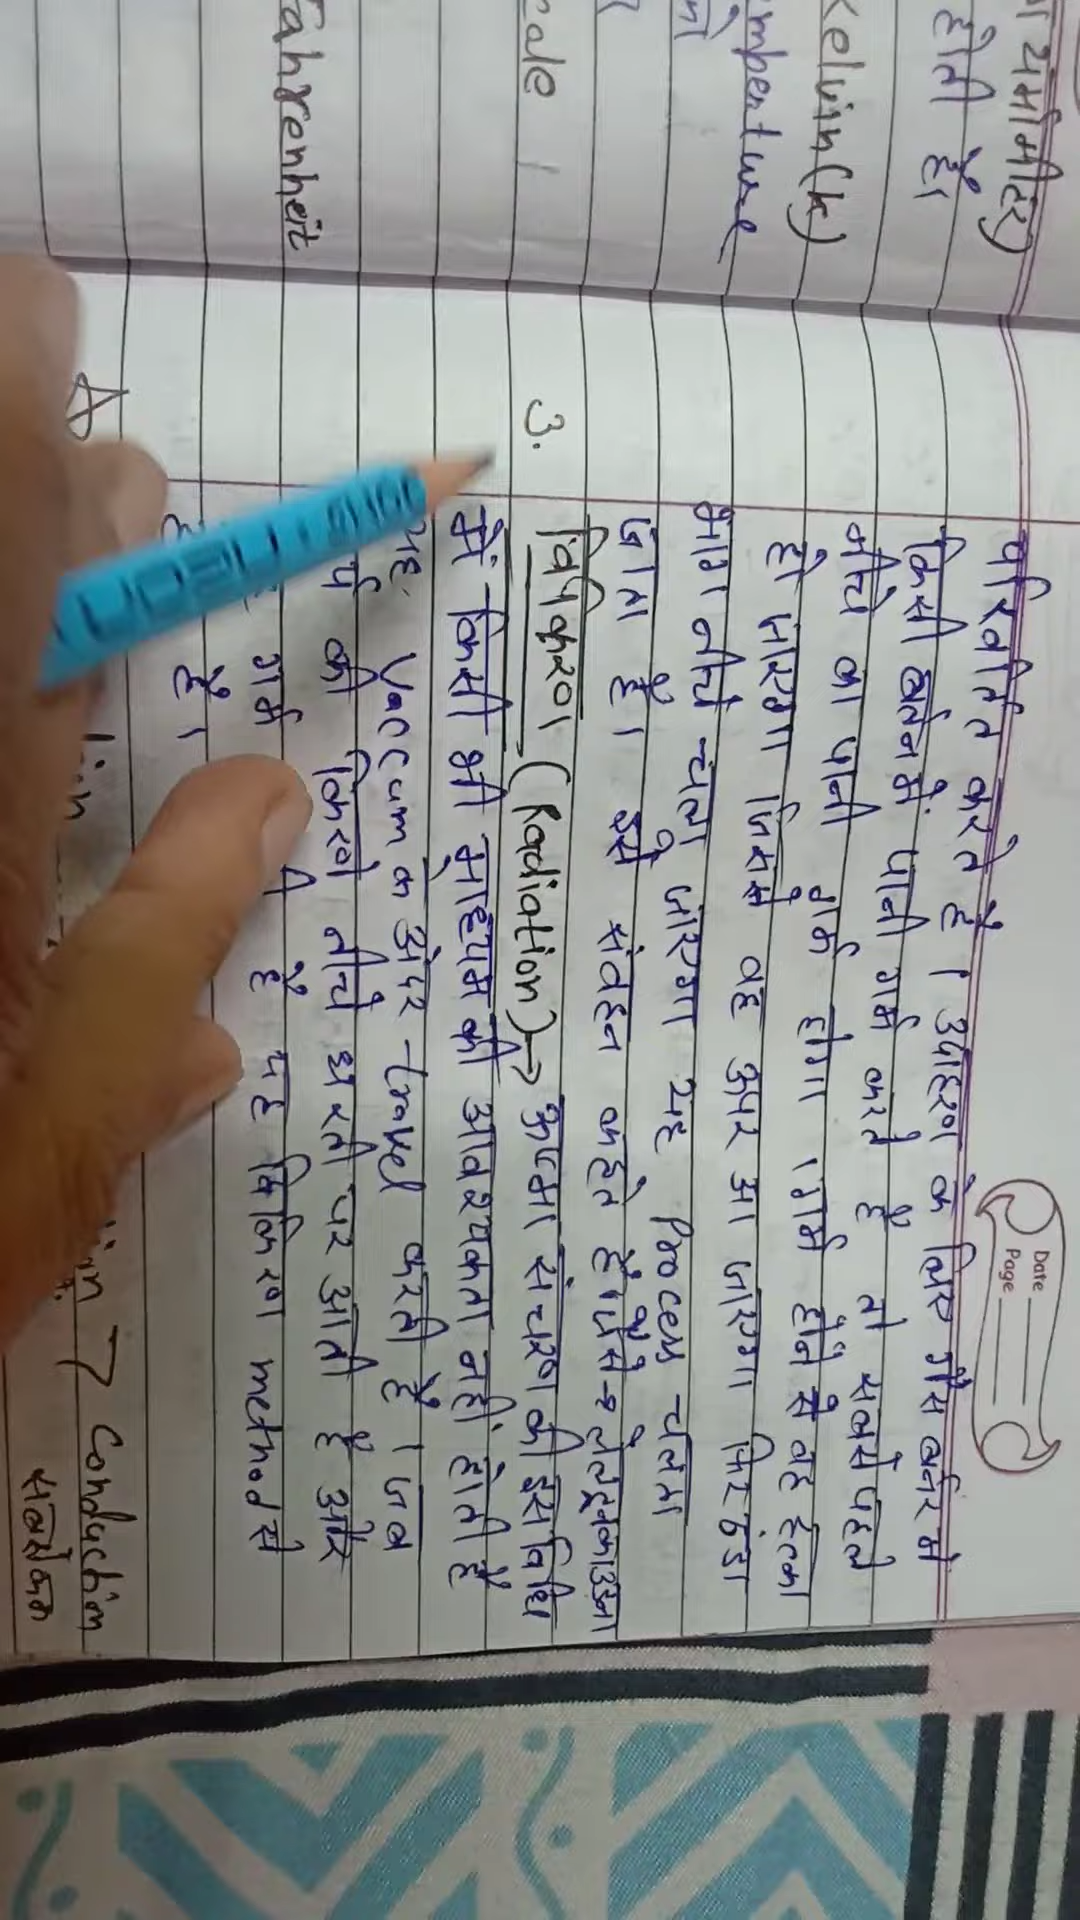 थर्मामीटर)
होती है।
Kelvin(k)
mperature
cale
Fahrenheit
Date
Page
परिवर्तित करते है। उदाहरण के लिए गैस बर्नर में
किसी बर्तन में पानी गर्म करते है तो सबसे पहले
नीचे का पानी गर्म होगा। गर्म होने से वह हल्का
हो जाएगा जिससे वह ऊपर आ जाएगा फिर ठंडा
भाग नीचे चला जाएगा यह Process चलता
जाता है। इसे संवहन कहते हैं। जैसे-
3. विकिरण (Radiation)→ ऊष्मा संचरण की इस विधि
में किसी भी माध्यम की आवश्यकता नहीं होती है
यह Vaccum के अंदर travel करती है। जब
की किरणे नीचे धरती पर आती है और
गर्म है यह विकिरण method से
है।
Conduction
सबसे कम